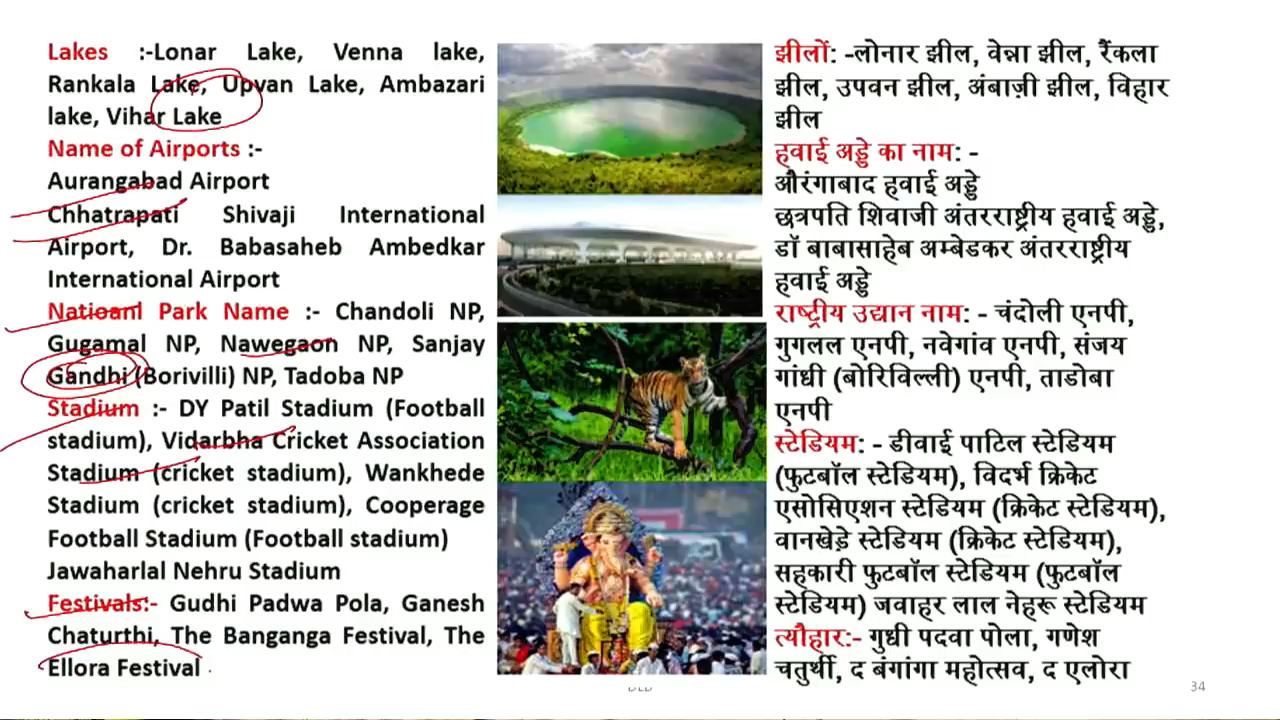 Lakes :-Lonar Lake, Venna lake,
Rankala Lake, Upvan Lake, Ambazari
lake, Vihar Lake
Name of Airports :-
Aurangabad Airport
Chhatrapati Shivaji International
Airport, Dr. Babasaheb Ambedkar
International Airport
Natioanl Park Name :- Chandoli NP,
Gugamal NP, Nawegaon NP, Sanjay
Gandhi (Borivilli) NP, Tadoba NP
Stadium :- DY Patil Stadium (Football
stadium), Vidarbha Cricket Association
Stadium (cricket stadium), Wankhede
Stadium (cricket stadium), Cooperage
Football Stadium (Football stadium)
Jawaharlal Nehru Stadium
Festivals:- Gudhi Padwa Pola, Ganesh
Chaturthi, The Banganga Festival, The
Ellora Festival
झीलों: -लोनार झील, वेन्ना झील, रैंकला
झील, उपवन झील, अंबाज़ी झील, विहार
झील
हवाई अड्डे का नाम: -
औरंगाबाद हवाई अड्डे
छत्रपति शिवाजी अंतरराष्ट्रीय हवाई अड्डे,
डॉ बाबासाहेब अम्बेडकर अंतरराष्ट्रीय
हवाई अड्डे
राष्ट्रीय उद्यान नाम: - चंदोली एनपी,
गुगलल एनपी, नवेगांव एनपी, संजय
गांधी (बोरिविल्ली) एनपी, ताडोबा
एनपी
स्टेडियम: - डीवाई पाटिल स्टेडियम
(फुटबॉल स्टेडियम), विदर्भ क्रिकेट
एसोसिएशन स्टेडियम (क्रिकेट स्टेडियम),
वानखेड़े स्टेडियम (क्रिकेट स्टेडियम),
सहकारी फुटबॉल स्टेडियम (फुटबॉल
स्टेडियम) जवाहर लाल नेहरू स्टेडियम
त्यौहार:- गुधी पदवा पोला, गणेश
चतुर्थी, द बंगांगा महोत्सव, द एलोरा
34